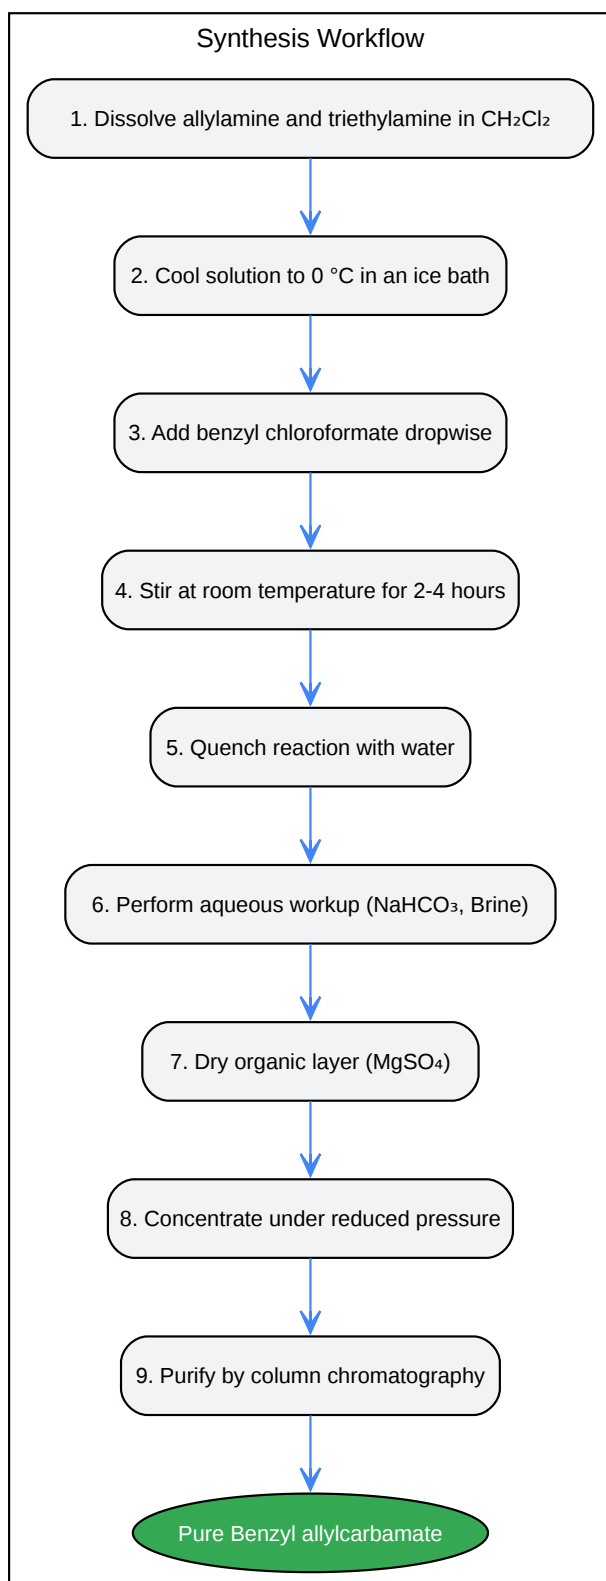 Synthesis Workflow
1. Dissolve allylamine and triethylamine in CH₂Cl₂
2. Cool solution to 0 °C in an ice bath
3. Add benzyl chloroformate dropwise
4. Stir at room temperature for 2-4 hours
5. Quench reaction with water
6. Perform aqueous workup (NaHCO₃, Brine)
7. Dry organic layer (MgSO₄)
8. Concentrate under reduced pressure
9. Purify by column chromatography
Pure Benzyl allylcarbamate